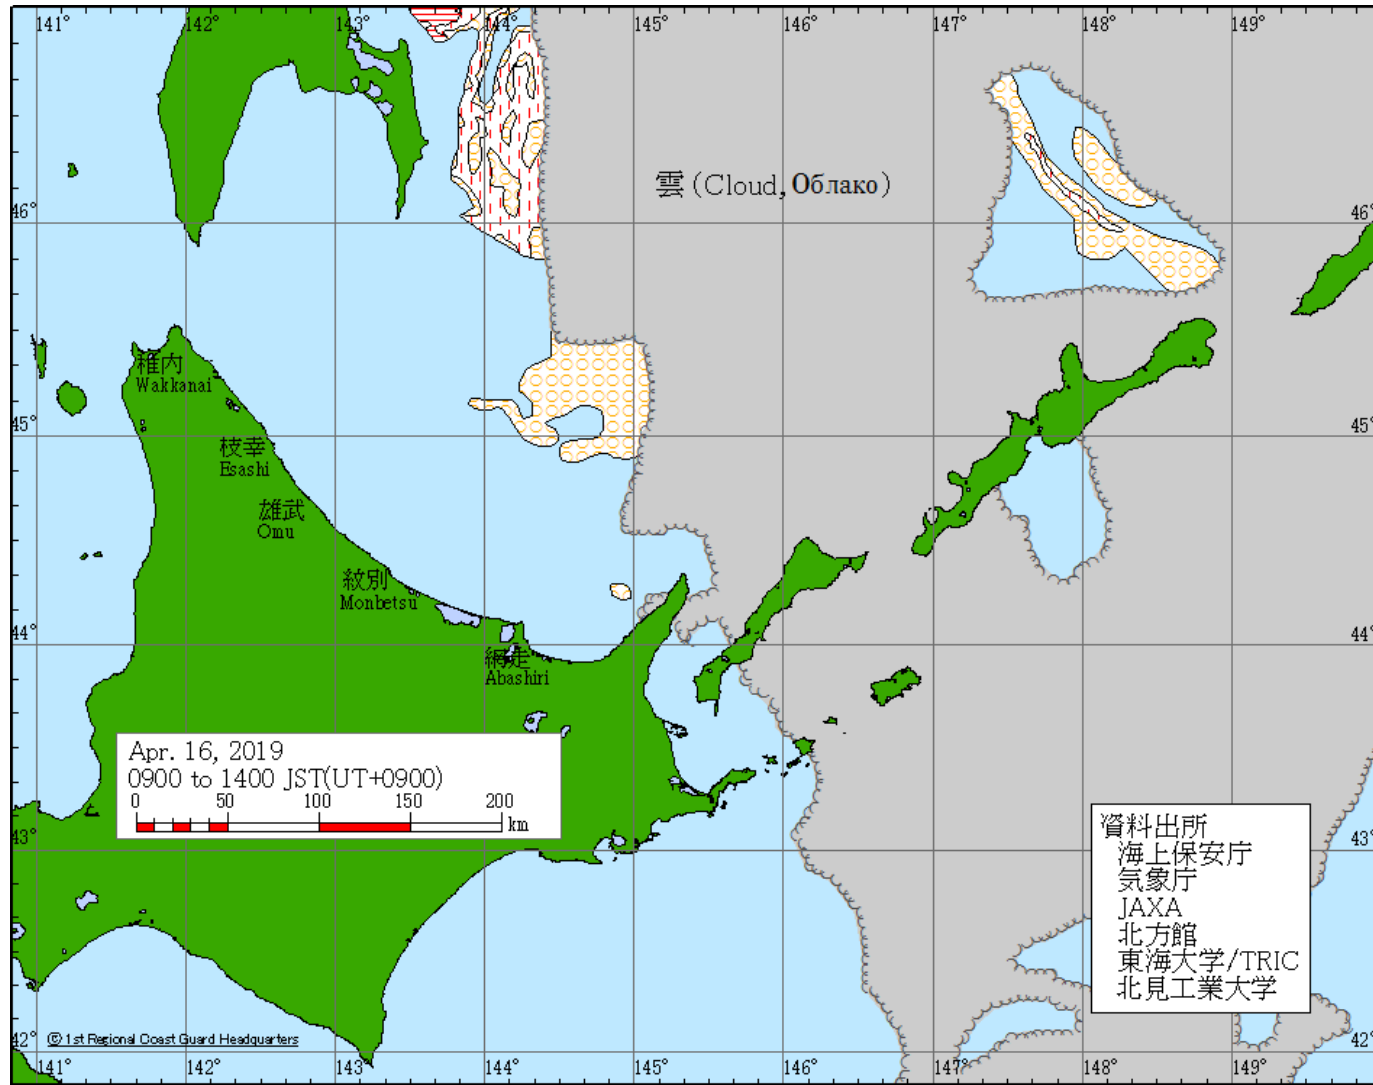 141° 142° 143° 144° 145° 146° 147° 148° 149°
雲 (Cloud, Облако)
46° 46°
稚内
Wakkanai
45° 45°
枝幸
Esashi
雄武
Omu
紋別
Monbetsu
44° 44°
網走
Abashiri
Apr. 16, 2019
0900 to 1400 JST(UT+0900)
0 50 100 150 200
km
資料出所
海上保安庁
気象庁
JAXA
北方館
東海大学/TRIC
北見工業大学
43° 43°
42° 42°
© 1st Regional Coast Guard Headquarters
141° 142° 143° 144° 145° 146° 147° 148° 149°